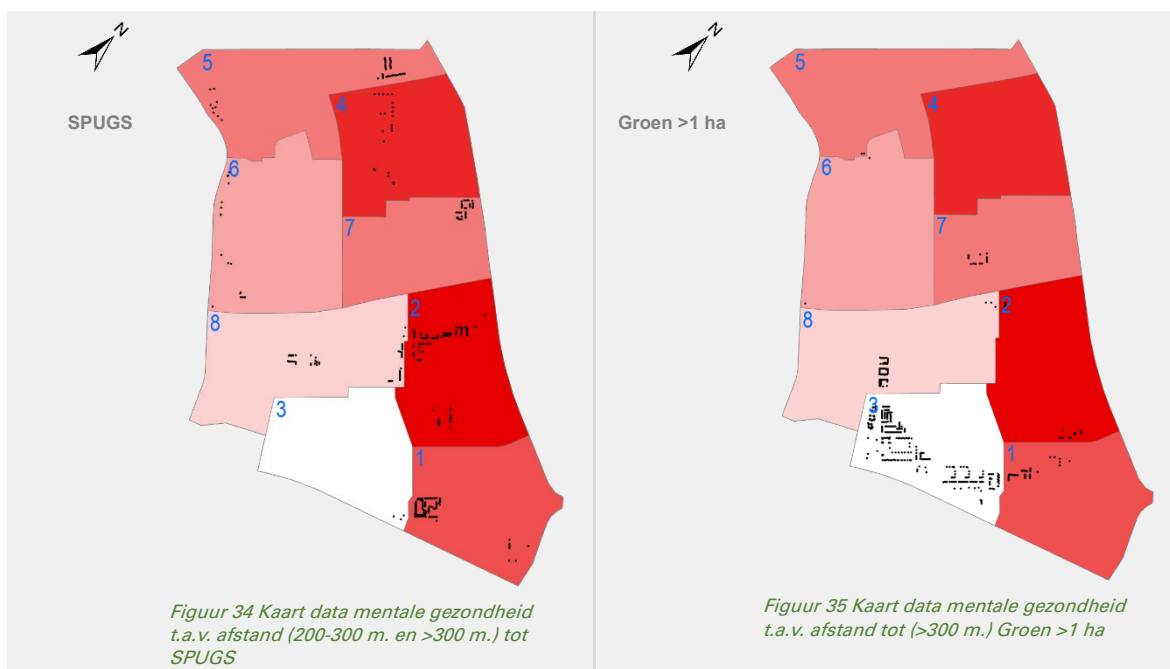 N
5
4
SPUGS
6
7
2
8
3
1
Figuur 34 Kaart data mentale gezondheid
t.a.v. afstand (200-300 m. en >300 m.) tot
SPUGS
N
5
4
Groen >1 ha
6
7
2
8
3
1
Figuur 35 Kaart data mentale gezondheid
t.a.v. afstand tot (>300 m.) Groen >1 ha